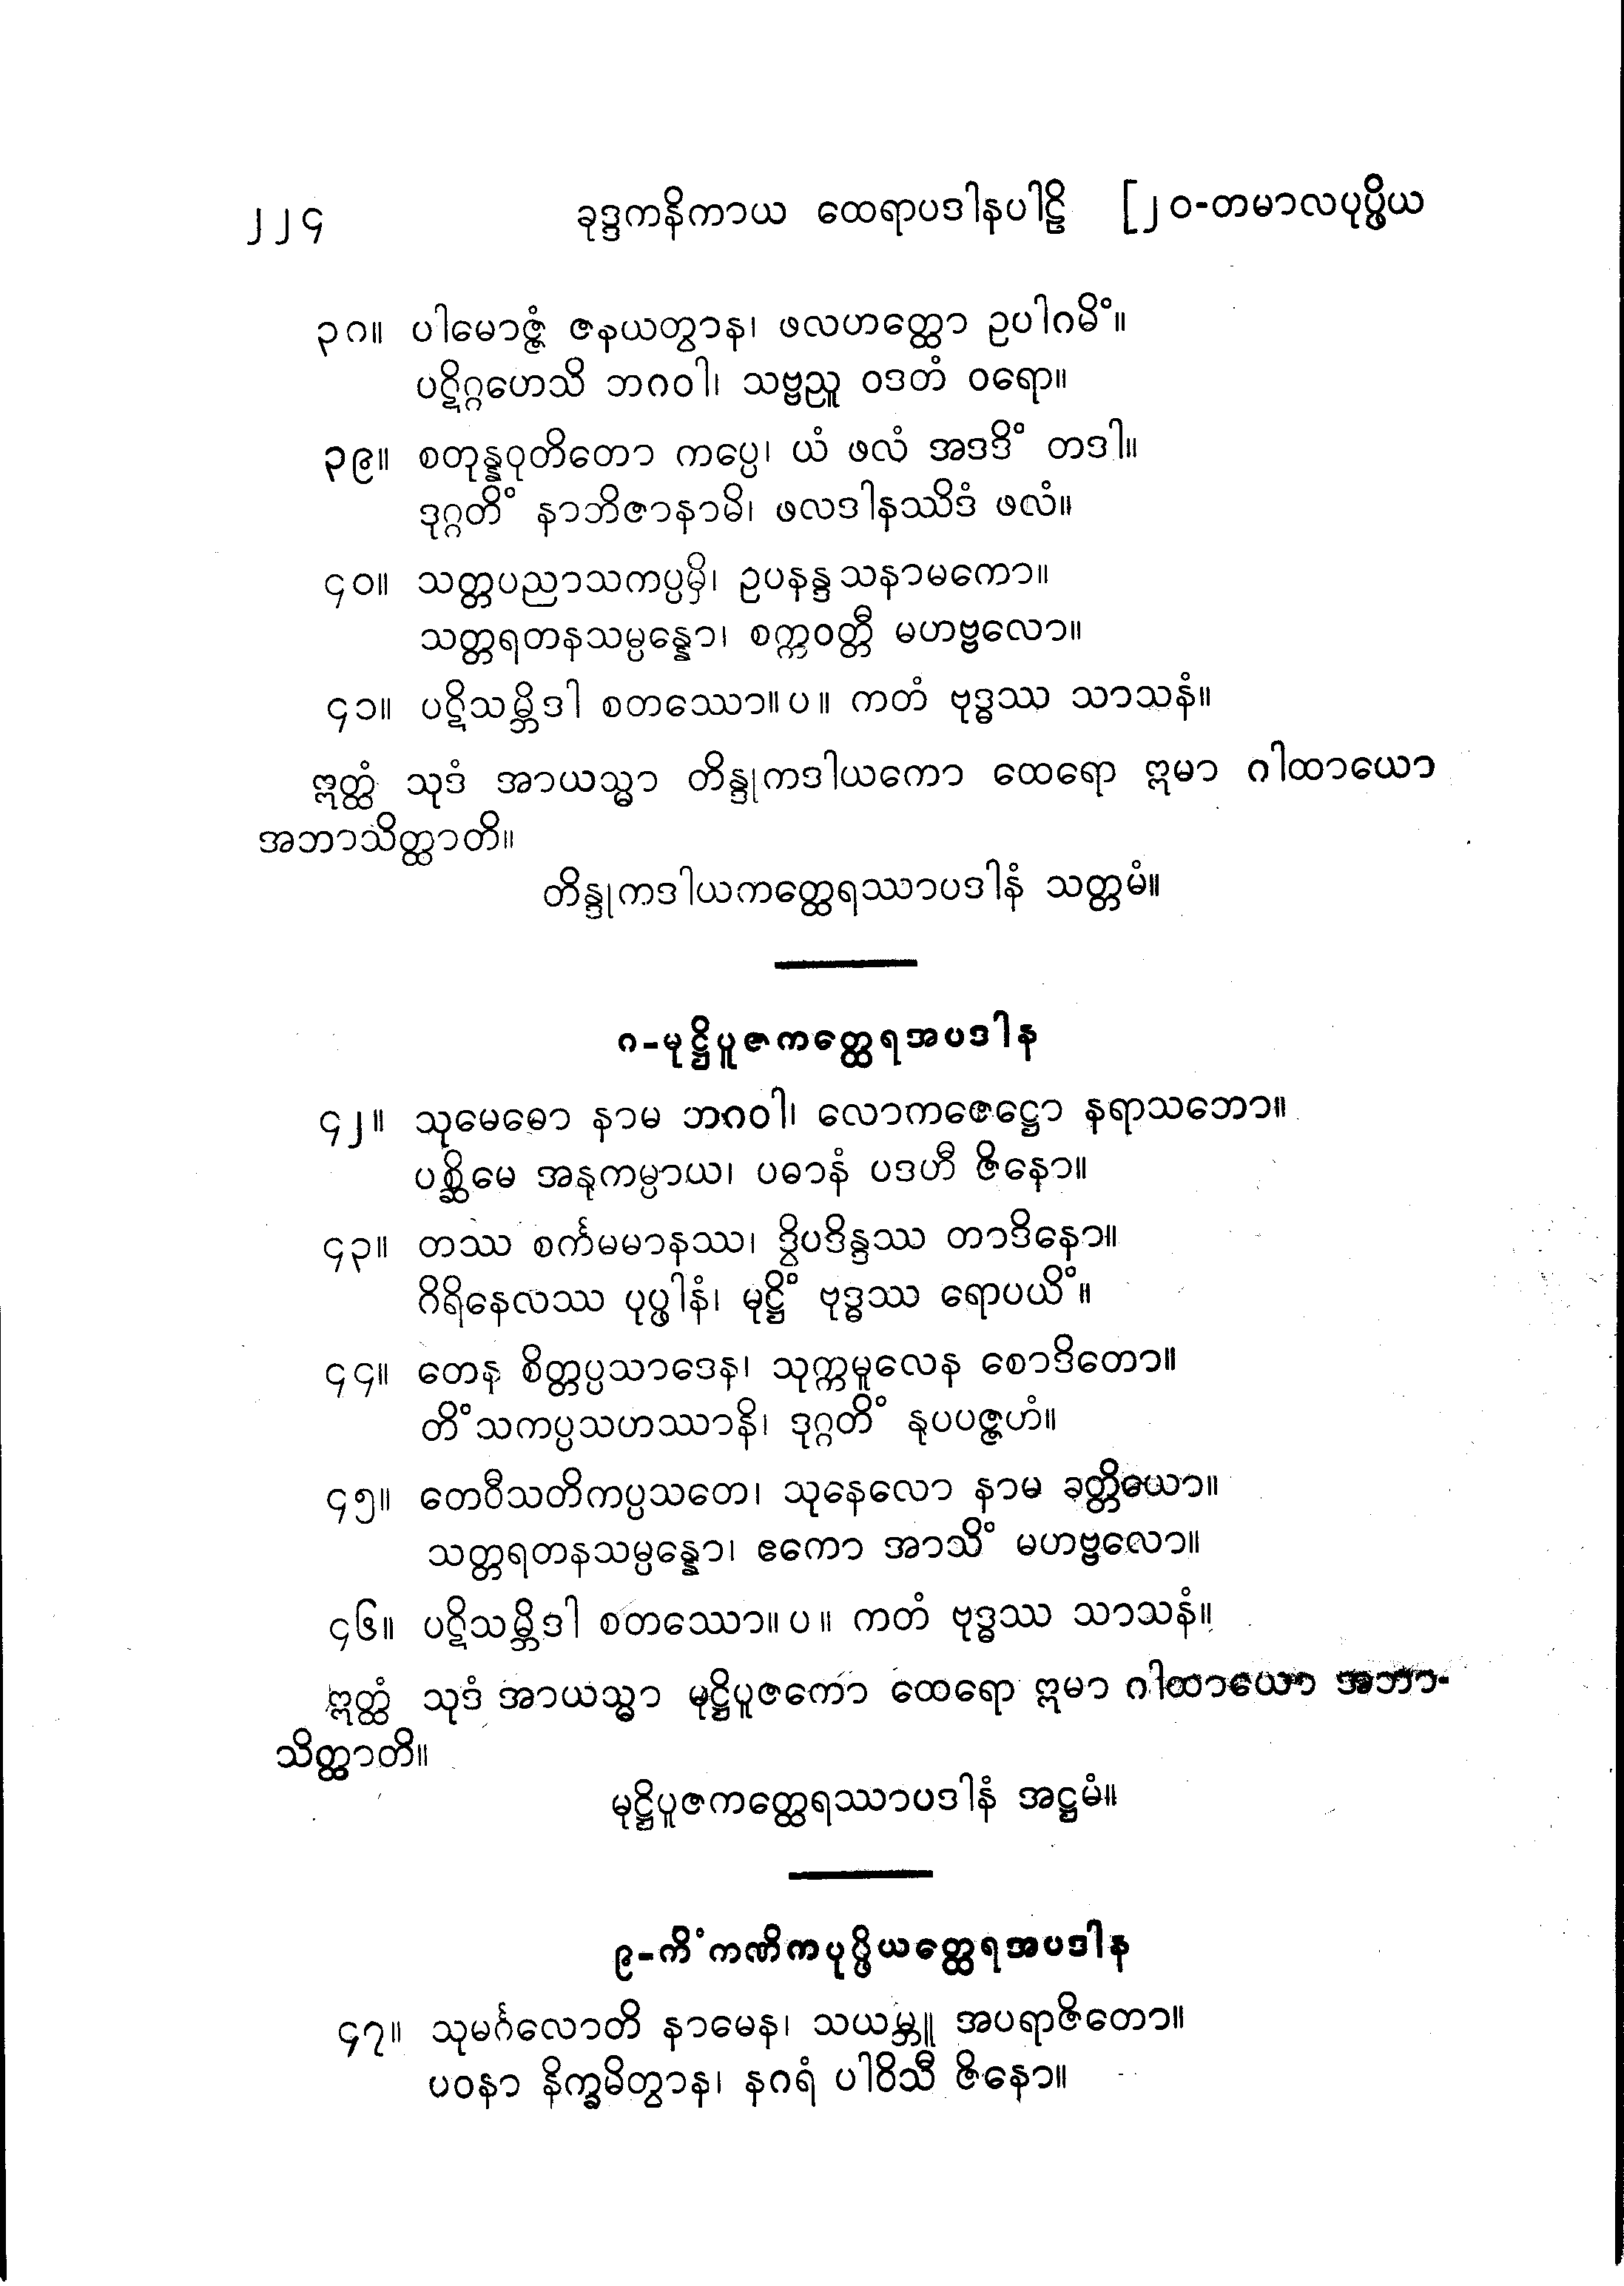 ၂၂၄ ခုဒ္ဒကနိကာယ ထေရာပဒါနပါဠိ [၂၀-တမာလပုပ္ဖိယ
၃၈။ ပါမောဇ္ဇံ ဇနယတွာန၊ ဖလဟတ္ထော ဥပါဂမိံ။
ပဋိဂ္ဂဟေသိ ဘဂဝါ၊ သဗ္ဗညူ ဝဒတံ ဝရော။
၃၉။ စတုန္နဝုတိတော ကပ္ပေ၊ ယံ ဖလံ အဒဒိံ တဒါ။
ဒုဂ္ဂတိံ နာဘိဇာနာမိ၊ ဖလဒါနဿိဒံ ဖလံ။
၄၀။ သတ္တပညာသကပ္ပမှိ၊ ဥပနန္ဒသနာမကော။
သတ္တရတနသမ္ပန္နော၊ စက္ကဝတ္တီ မဟဗ္ဗလော။
၄၁။ ပဋိသမ္ဘိဒါ စတဿော။ပ။ ကတံ ဗုဒ္ဓဿ သာသနံ။
ဣတ္ထံ သုဒံ အာယသ္မာ တိန္ဒုကဒါယကော ထေရော ဣမာ ဂါထာယော
အဘာသိတ္ထာတိ။
တိန္ဒုကဒါယကတ္ထေရဿာပဒါနံ သတ္တမံ။
၈-မုဋ္ဌိပူဇကတ္ထေရအပဒါန
၄၂။ သုမေဓော နာမ ဘဂဝါ၊ လောကဇေဋ္ဌော နရာသဘော။
ပစ္ဆိမေ အနုကမ္ပာယ၊ ပဓာနံ ပဒဟီ ဇိနော။
၄၃။ တဿ စင်္ကမမာနဿ၊ ဒွိပဒိန္ဒဿ တာဒိနော။
ဂိရိနေလဿ ပုပ္ဖါနံ၊ မုဋ္ဌိံ ဗုဒ္ဓဿ ရောပယိံ။
၄၄။ တေန စိတ္တပ္ပသာဒေန၊ သုက္ကမူလေန စောဒိတော။
တိံသကပ္ပသဟဿာနိ၊ ဒုဂ္ဂတိံ နုပပဇ္ဇဟံ။
၄၅။ တေဝီသတိကပ္ပသတေ၊ သုနေလော နာမ ခတ္တိယော။
သတ္တရတနသမ္ပန္နော၊ ဧကော အာသိံ မဟဗ္ဗလော။
၄၆။ ပဋိသမ္ဘိဒါ စတဿော။ပ။ ကတံ ဗုဒ္ဓဿ သာသနံ။
ဣတ္ထံ သုဒံ အာယသ္မာ မုဋ္ဌိပူဇကော ထေရော ဣမာ ဂါထာယော အဘာ-
သိတ္ထာတိ။
မုဋ္ဌိပူဇကတ္ထေရဿာပဒါနံ အဋ္ဌမံ။
၉-ကိံကဏိကပုပ္ဖိယတ္ထေရအပဒါန
၄၇။ သုမင်္ဂလောတိ နာမေန၊ သယမ္ဘူ အပရာဇိတော။
ပဝနာ နိက္ခမိတွာန၊ နဂရံ ပါဝိသီ ဇိနော။